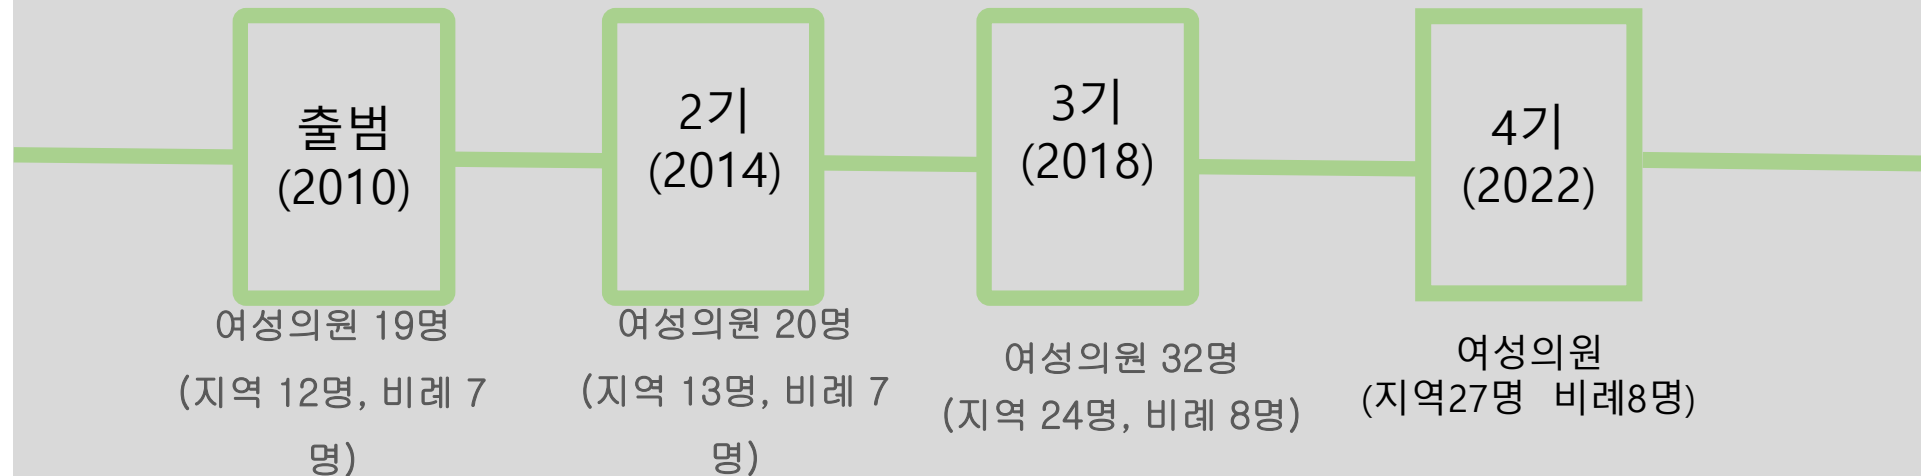 출범
(2010)
여성의원 19명
(지역 12명, 비례 7
명)
2기
(2014)
여성의원 20명
(지역 13명, 비례 7
명)
3기
(2018)
여성의원 32명
(지역 24명, 비례 8명)
4기
(2022)
여성의원
(지역27명 비례8명)